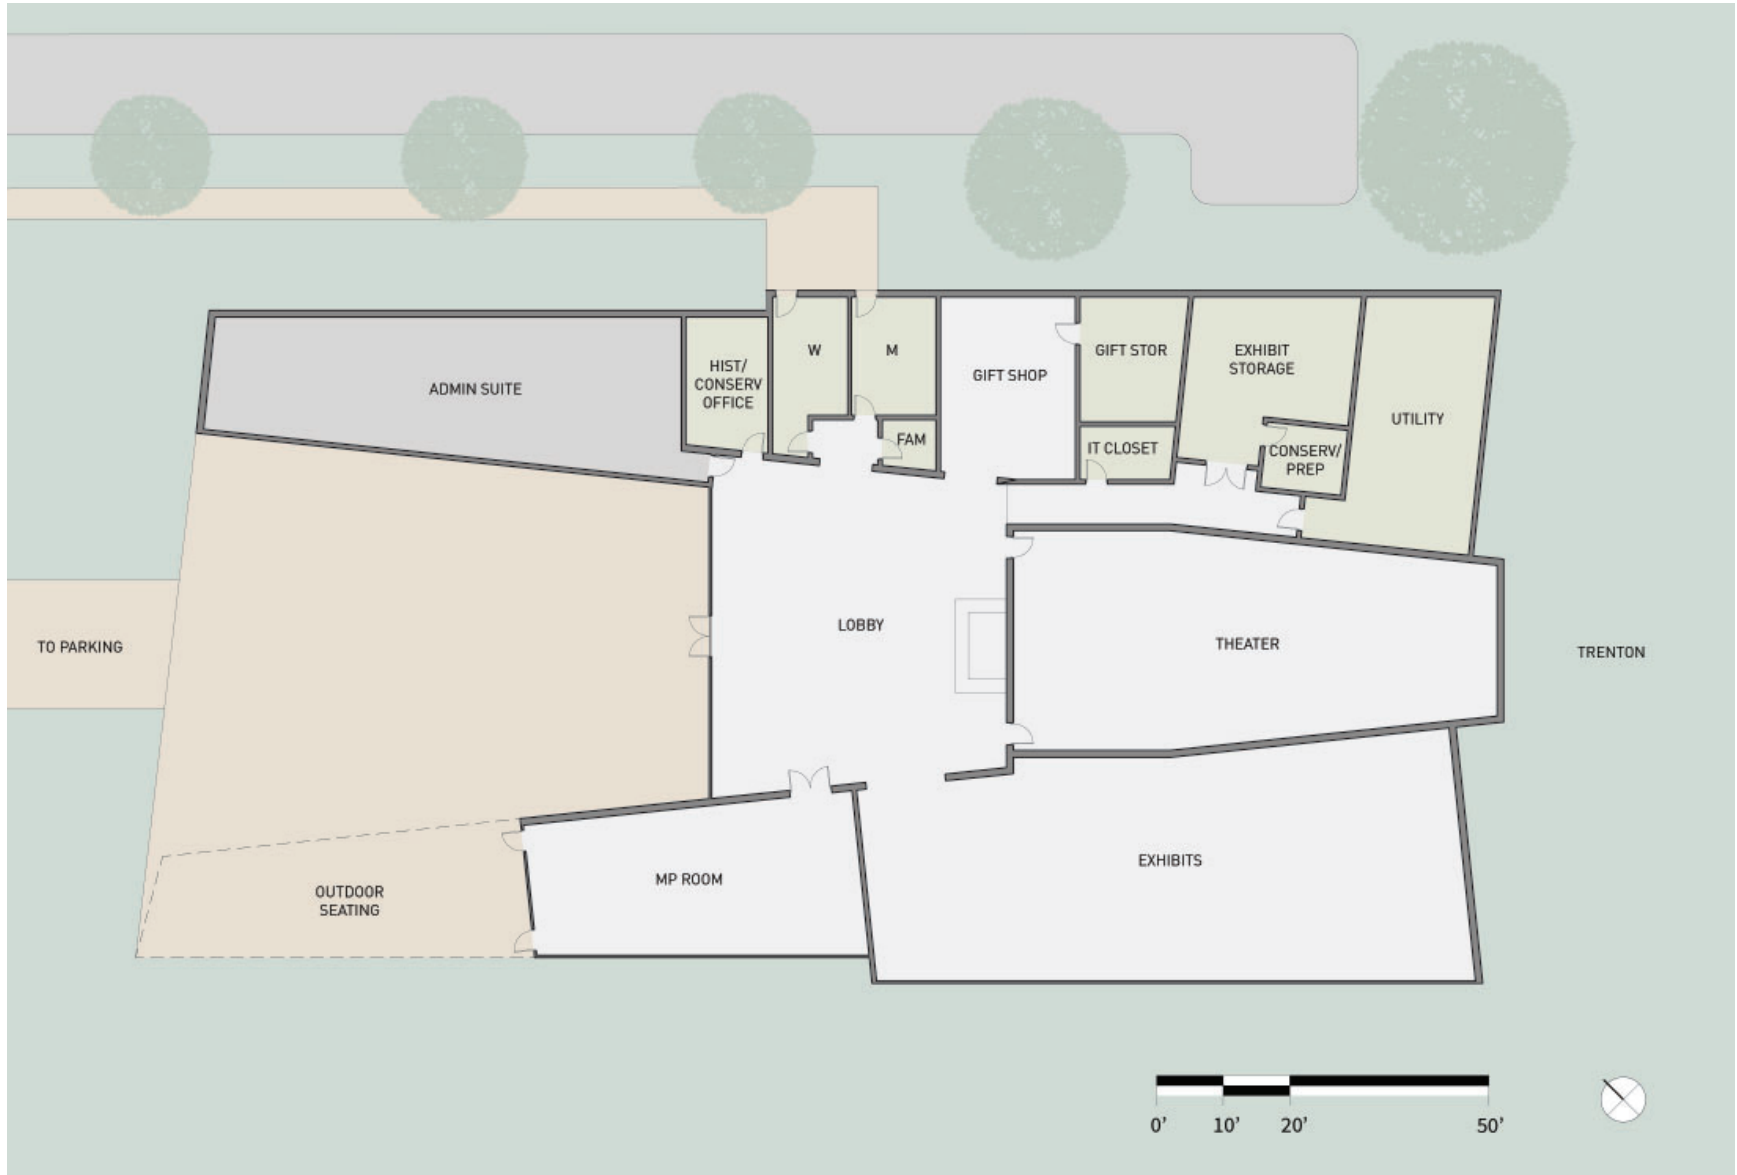 W
M
HIST/
CONSERV
OFFICE
ADMIN SUITE
GIFT SHOP
GIFT STOR
EXHIBIT
STORAGE
UTILITY
FAM
IT CLOSET
CONSERV/
PREP
LOBBY
TO PARKING
THEATER
TRENTON
EXHIBITS
MP ROOM
OUTDOOR
SEATING
0' 10' 20' 50'